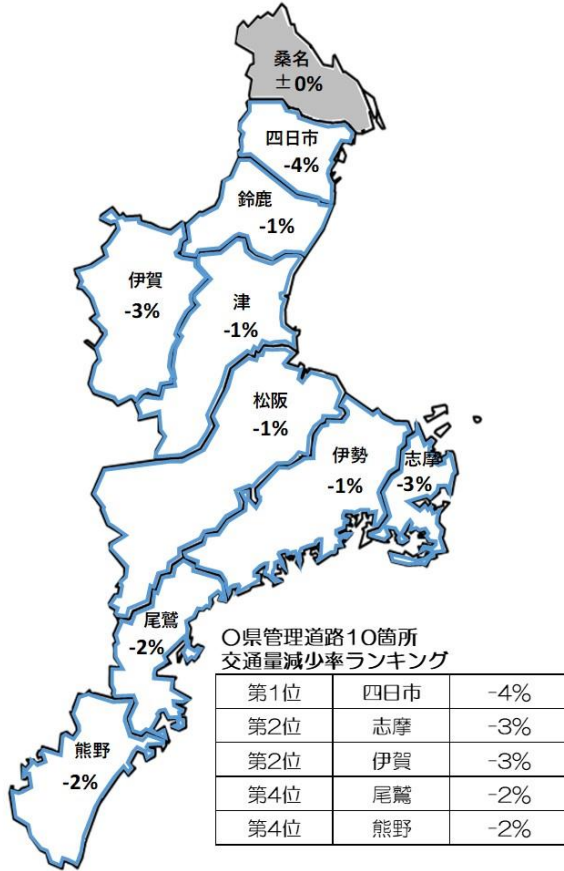 桑名
±0%
四日市
-4%
鈴鹿
-1%
伊賀
-3%
津
-1%
松阪
-1%
伊勢
-1%
志摩
-3%
尾鷲
-2%
熊野
-2%
〇県管理道路10箇所
交通量減少率ランキング
第1位 四日市 -4%
第2位 志摩 -3%
第2位 伊賀 -3%
第4位 尾鷲 -2%
第4位 熊野 -2%